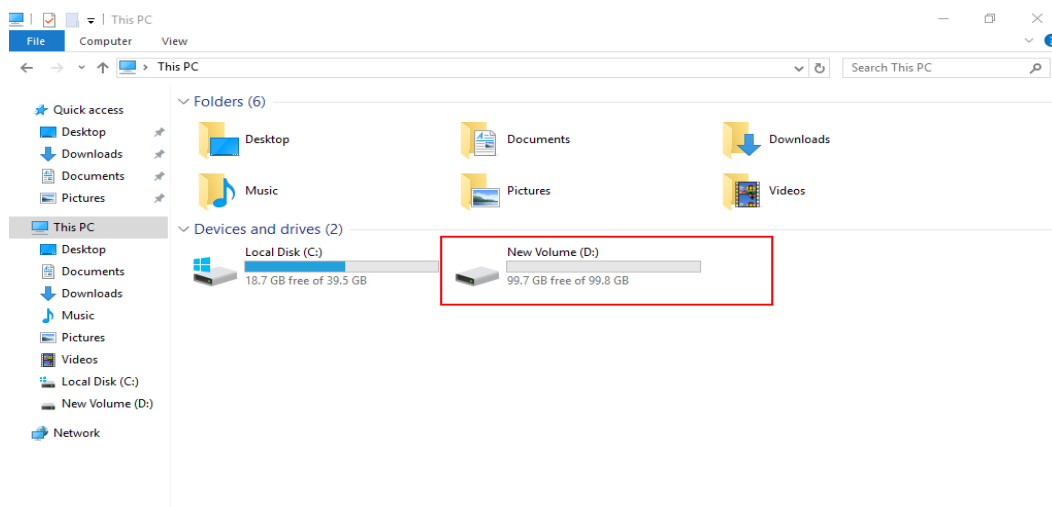 This PC
File Computer View
This PC Search This PC
Quick access
Desktop
Downloads
Documents
Pictures
This PC
Desktop
Documents
Downloads
Music
Pictures
Videos
Local Disk (C:)
New Volume (D:)
Network
Folders (6)
Desktop Documents Downloads
Music Pictures Videos
Devices and drives (2)
Local Disk (C:) New Volume (D:)
18.7 GB free of 39.5 GB 99.7 GB free of 99.8 GB